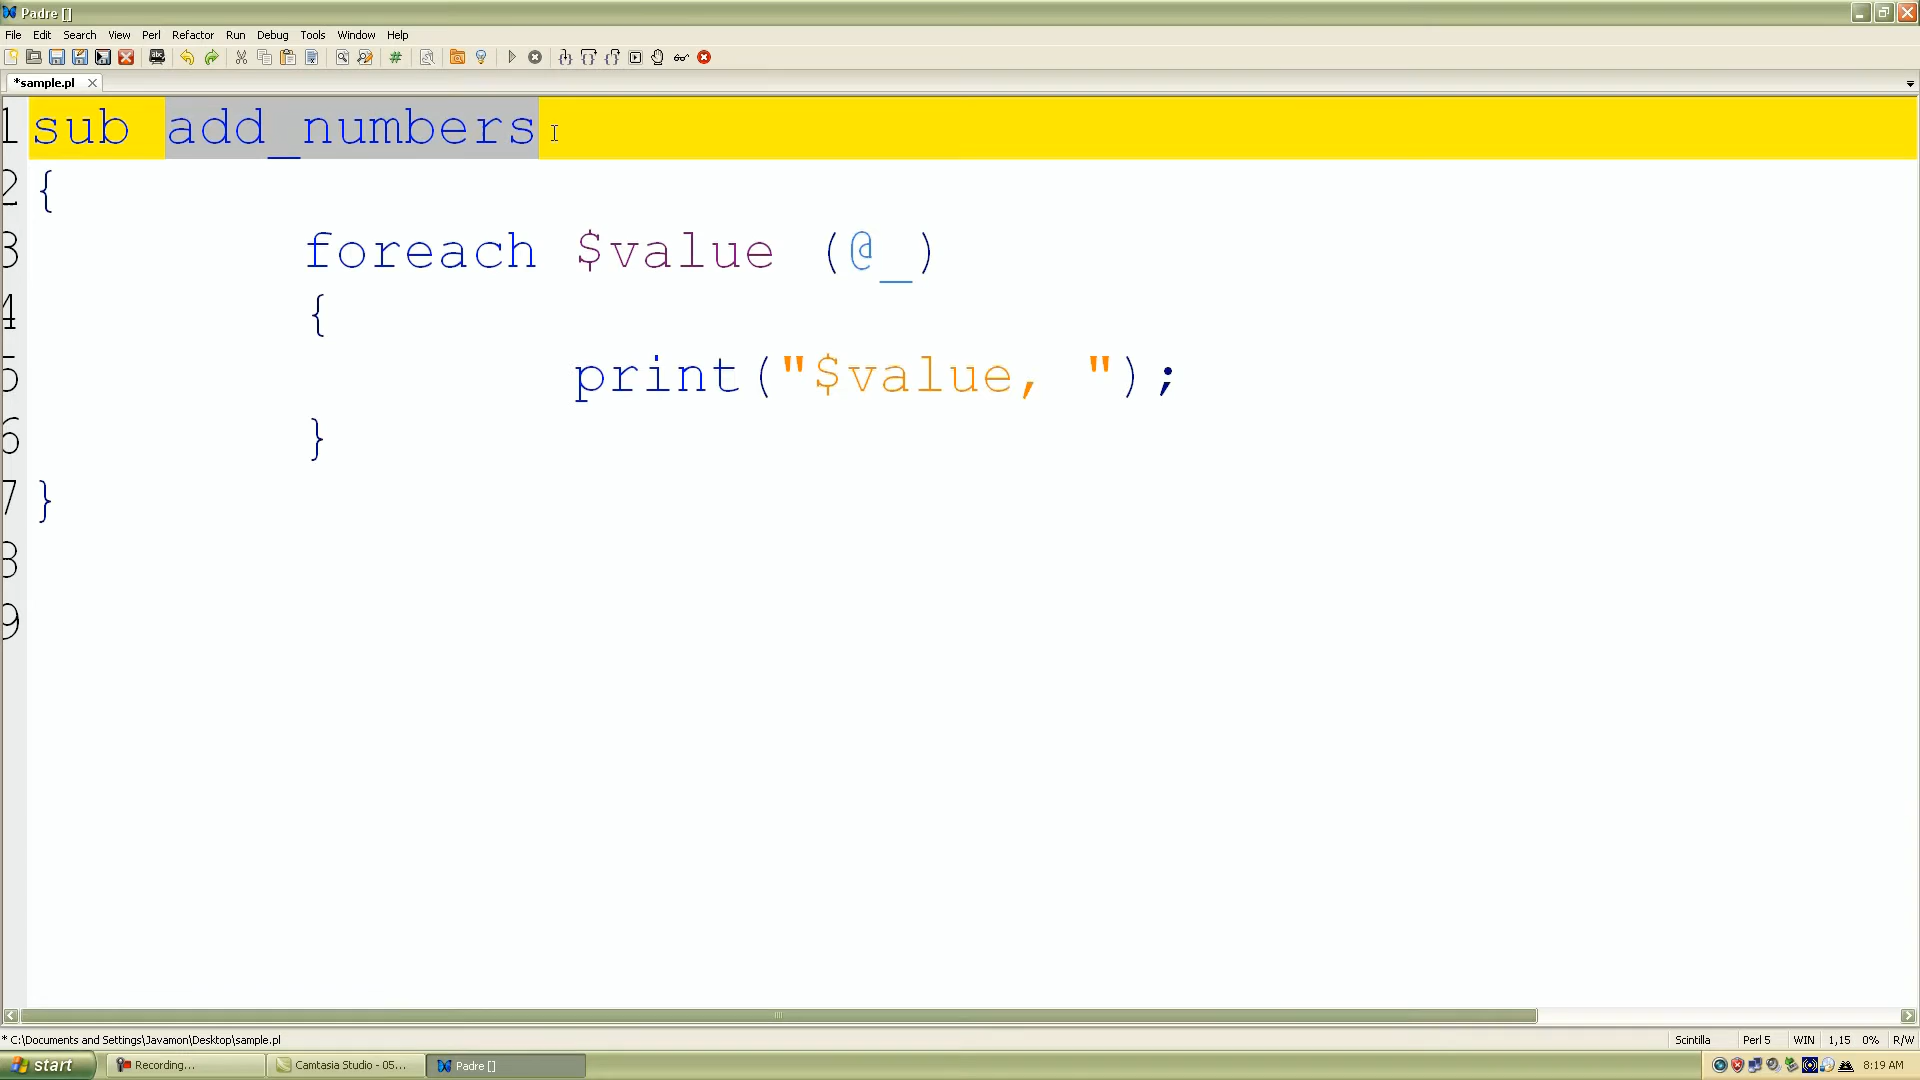 Padre []
File Edit Search View Perl Refactor Run Debug Tools Window Help
*sample.pl
1 sub add_numbers
2 {
3 foreach $value (@_)
4 {
5 print("$value, ");
6 }
7 }
8
9
* C:\Documents and Settings\Javamon\Desktop\sample.pl Scintilla Perl 5 WIN 1,15 0% R/W
start Recording... Camtasia Studio - 05... Padre [] 8:19 AM